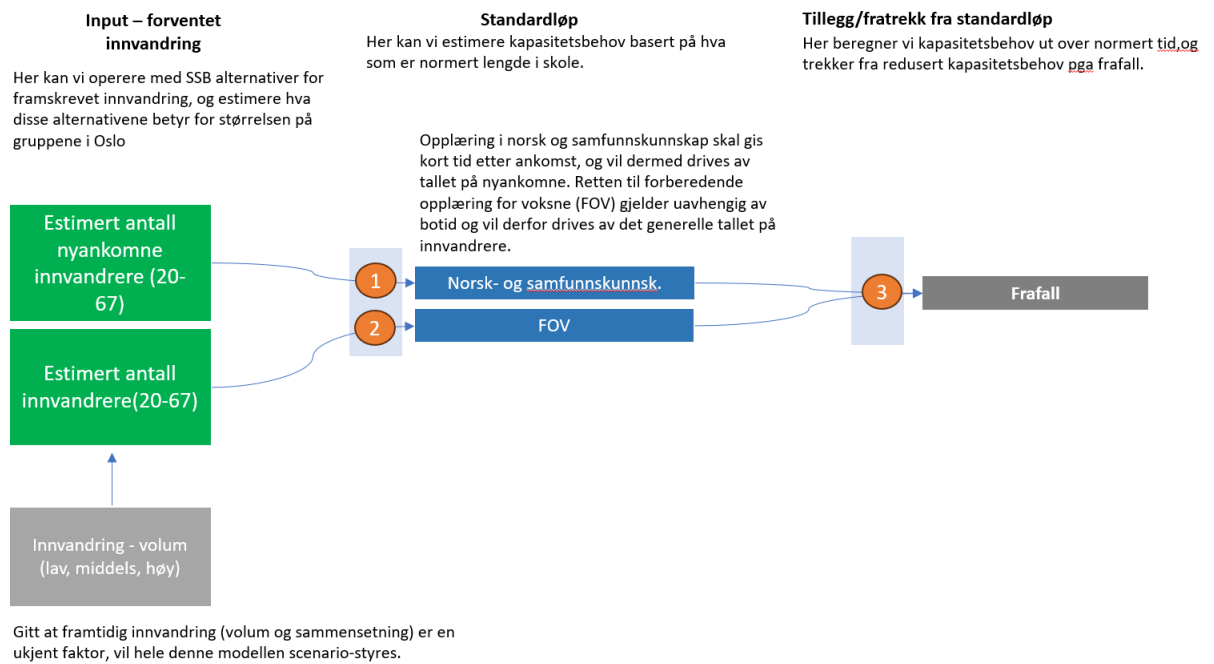 Input – forventet
innvandring
Her kan vi operere med SSB alternativer for
framskrevet innvandring, og estimere hva
disse alternativene betyr for størrelsen på
gruppene i Oslo
Standardløp
Her kan vi estimere kapasitetsbehov basert på hva
som er normert lengde i skole.
Tillegg/fratrekk fra standardløp
Her beregner vi kapasitetsbehov ut over normert tid,og
trekker fra redusert kapasitetsbehov pga frafall.
Opplæring i norsk og samfunnskunnskap skal gis
kort tid etter ankomst, og vil dermed drives av
tallet på nyankomne. Retten til forberedende
opplæring for voksne (FOV) gjelder uavhengig av
botid og vil derfor drives av det generelle tallet på
innvandrere.
Estimert antall
nyankomne
innvandrere (20-
67)
1
Norsk- og samfunnskunnsk.
3
Frafall
2
FOV
Estimert antall
innvandrere(20-67)
Innvandring - volum
(lav, middels, høy)
Gitt at framtidig innvandring (volum og sammensetning) er en
ukjent faktor, vil hele denne modellen scenario-styres.